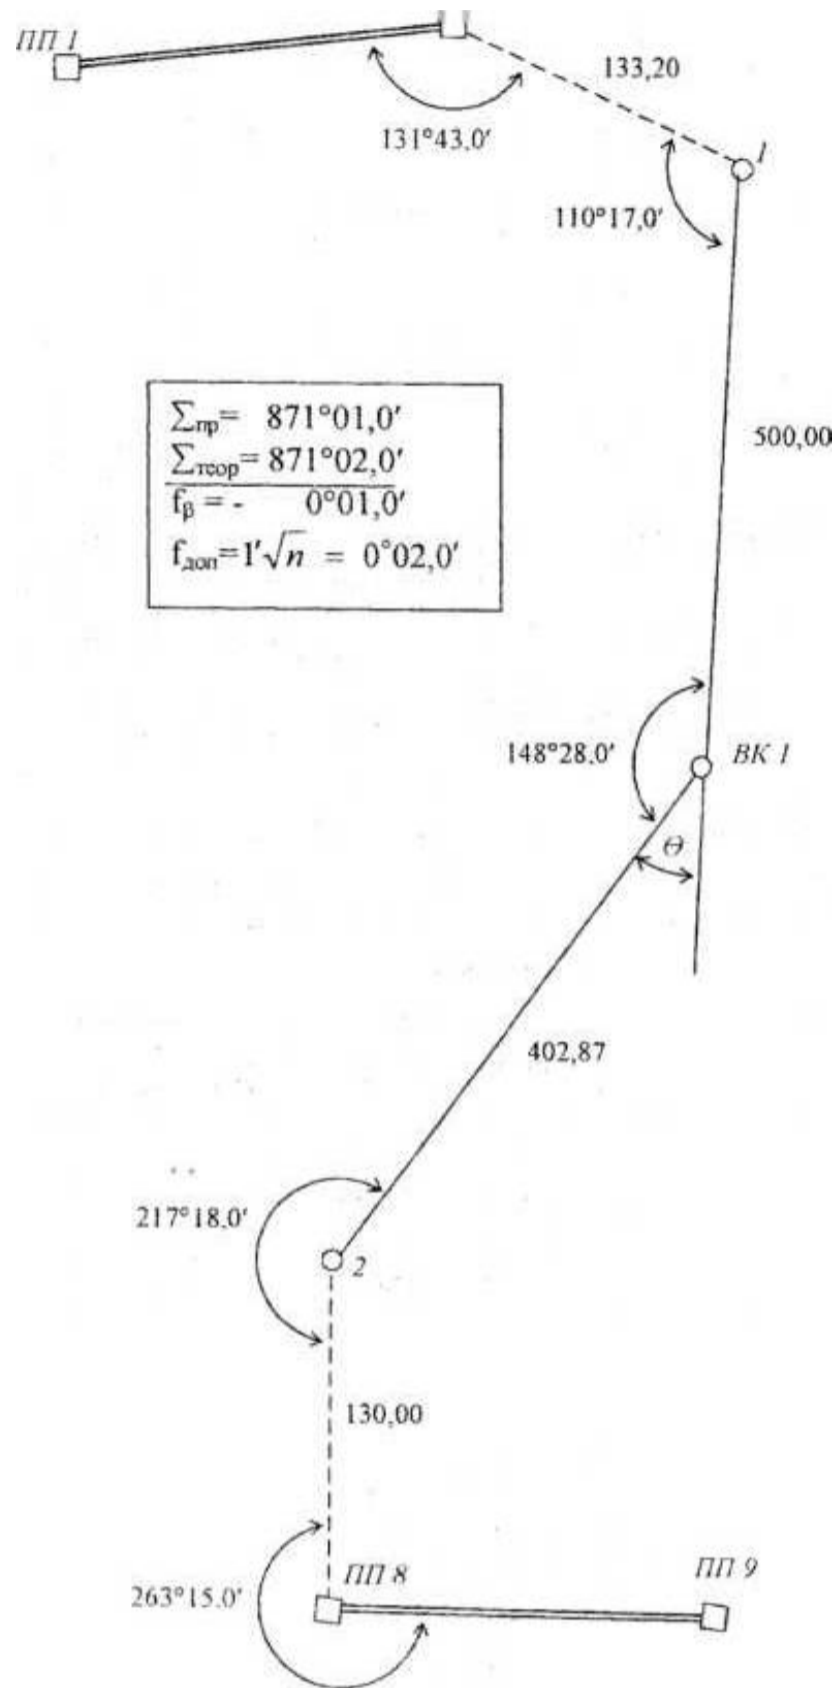 ПП 1
133,20
131°43,0′
1
110°17,0′
∑пр= 871°01,0′
∑теор= 871°02,0′
fβ = - 0°01,0′
fдоп=1′√n = 0°02,0′
500,00
148°28,0′
ВК 1
Θ
402,87
217°18,0′
2
130,00
263°15.0′
ПП 8
ПП 9